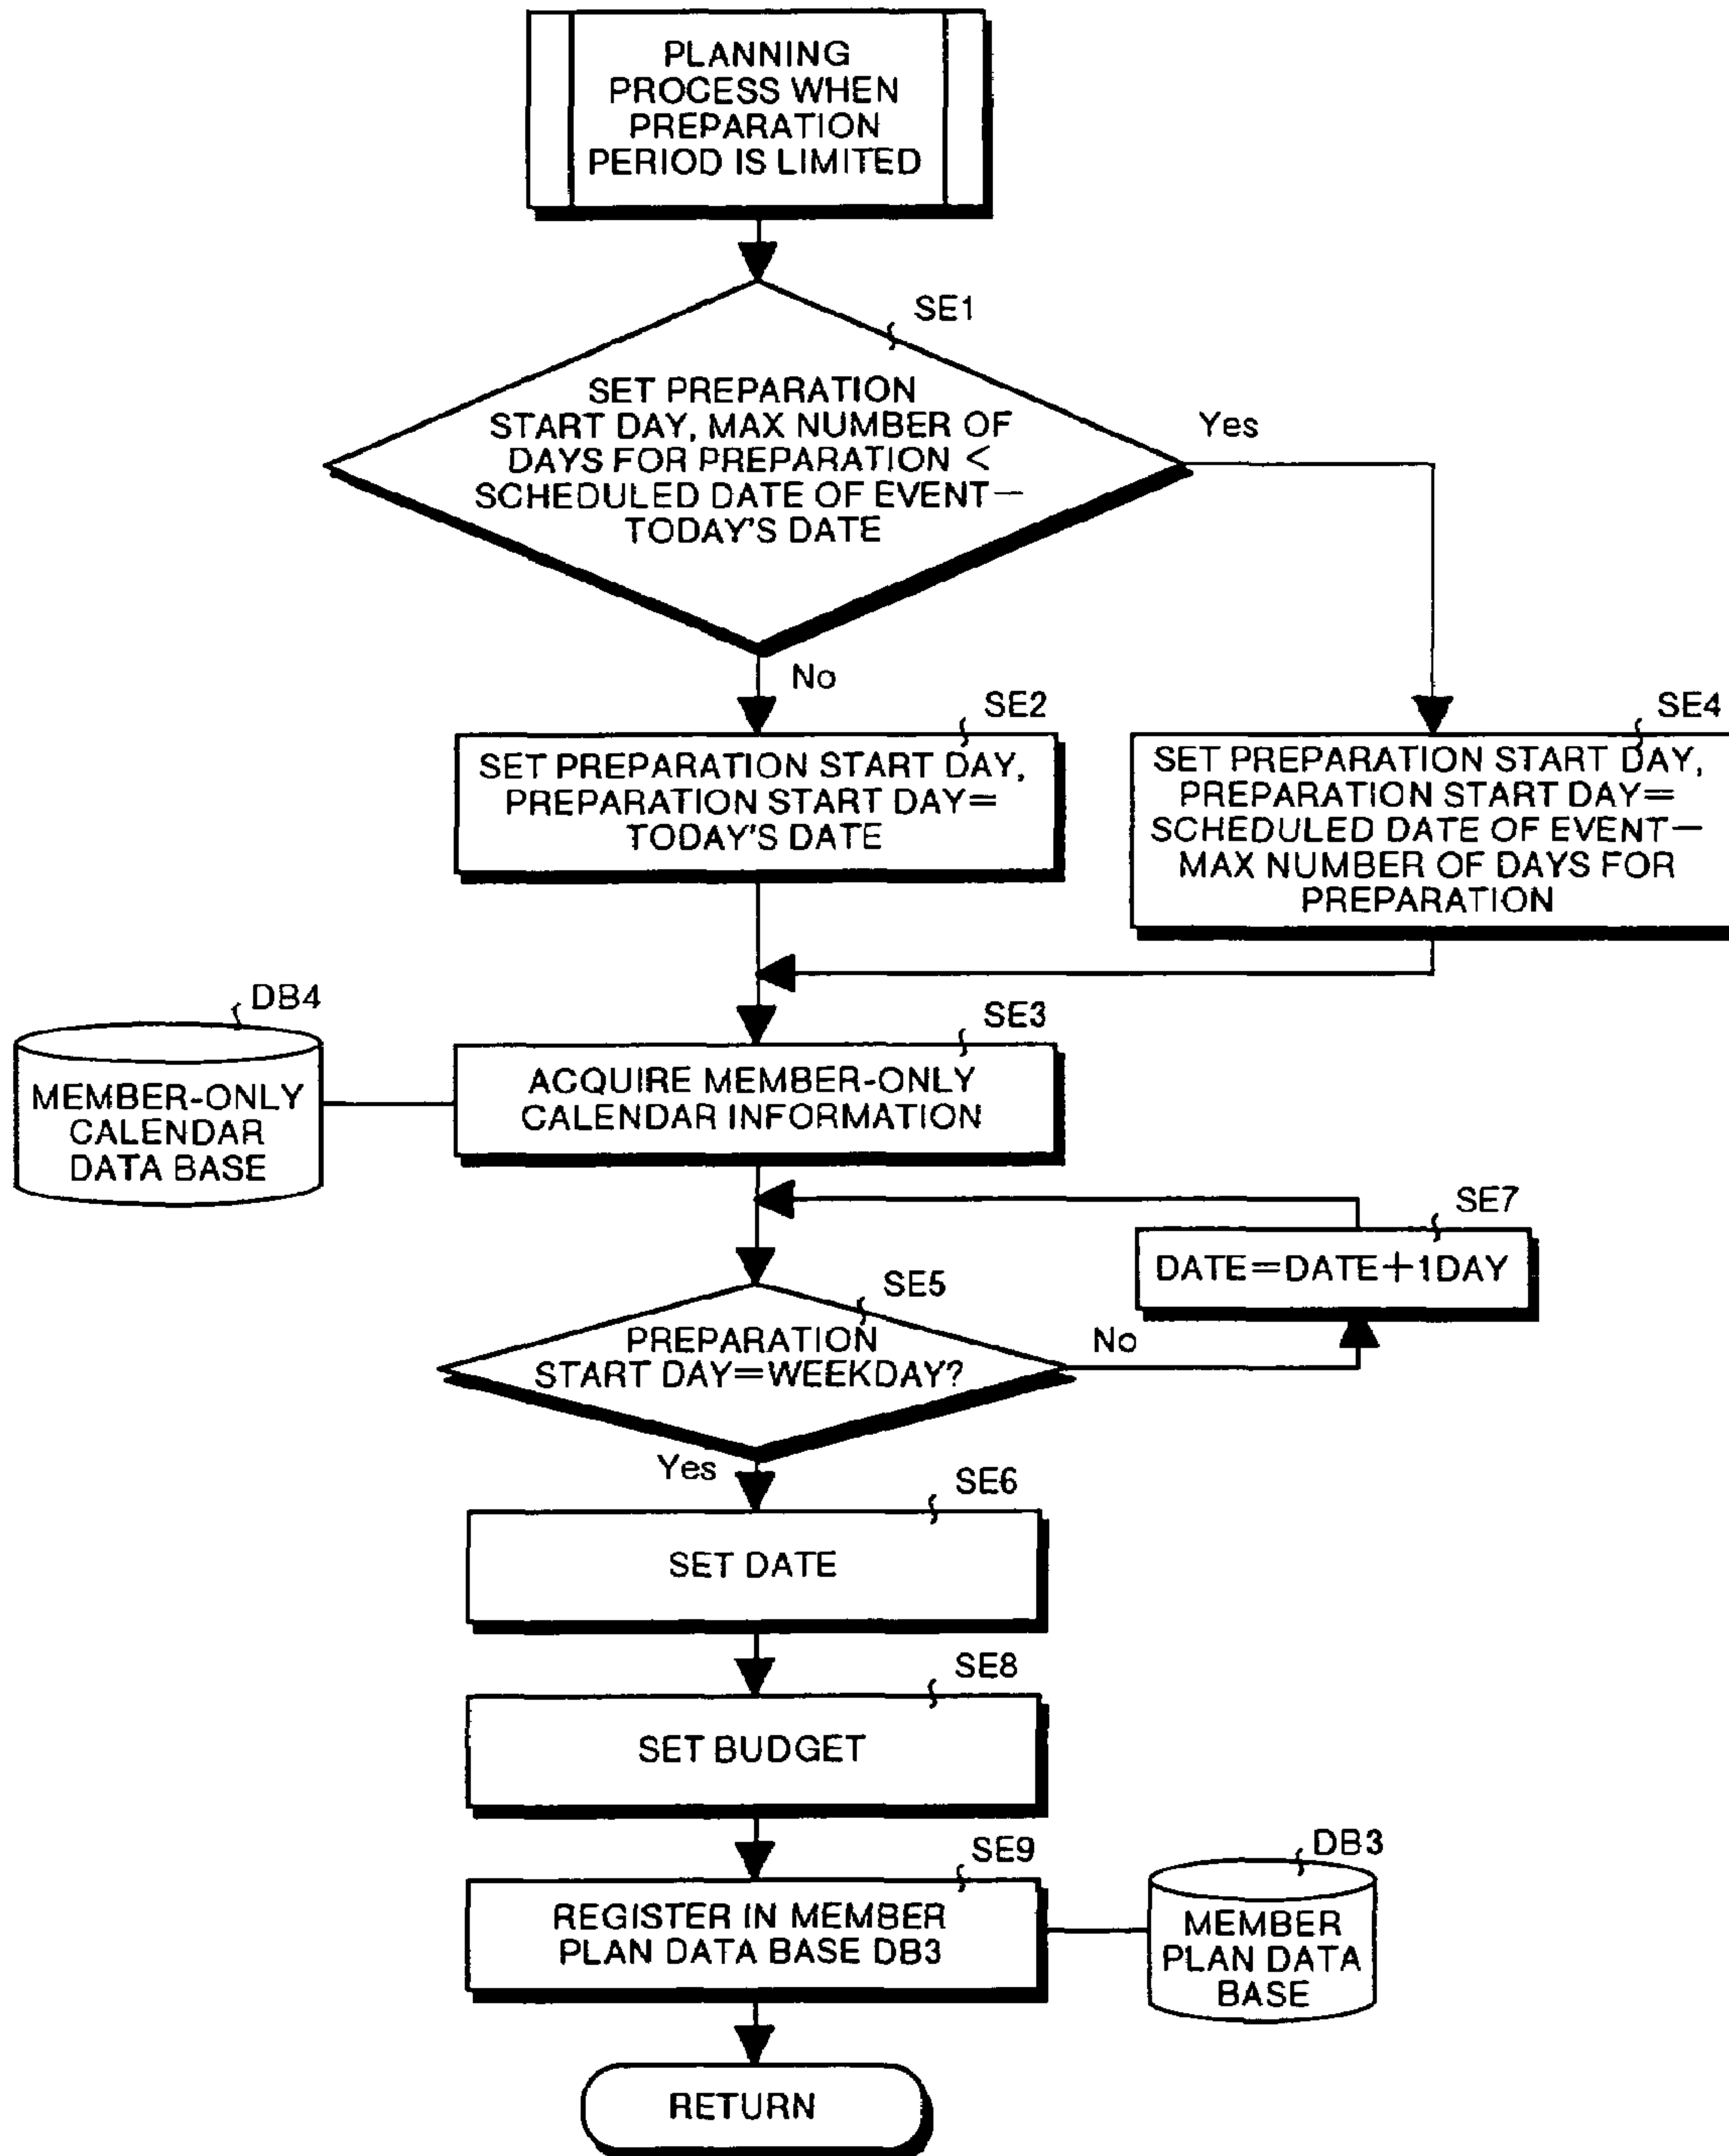 PLANNING
PROCESS WHEN
PREPARATION
PERIOD IS LIMITED
SE1
SET PREPARATION
START DAY, MAX NUMBER OF
DAYS FOR PREPARATION <
SCHEDULED DATE OF EVENT—
TODAY'S DATE
Yes
No
SE2
SET PREPARATION START DAY,
PREPARATION START DAY=
TODAY'S DATE
SE4
SET PREPARATION START DAY,
PREPARATION START DAY=
SCHEDULED DATE OF EVENT—
MAX NUMBER OF DAYS FOR
PREPARATION
DB4
MEMBER-ONLY
CALENDAR
DATA BASE
SE3
ACQUIRE MEMBER-ONLY
CALENDAR INFORMATION
SE7
DATE=DATE+1DAY
SE5
PREPARATION
START DAY=WEEKDAY?
No
Yes
SE6
SET DATE
SE8
SET BUDGET
SE9
REGISTER IN MEMBER
PLAN DATA BASE DB3
DB3
MEMBER
PLAN DATA
BASE
RETURN